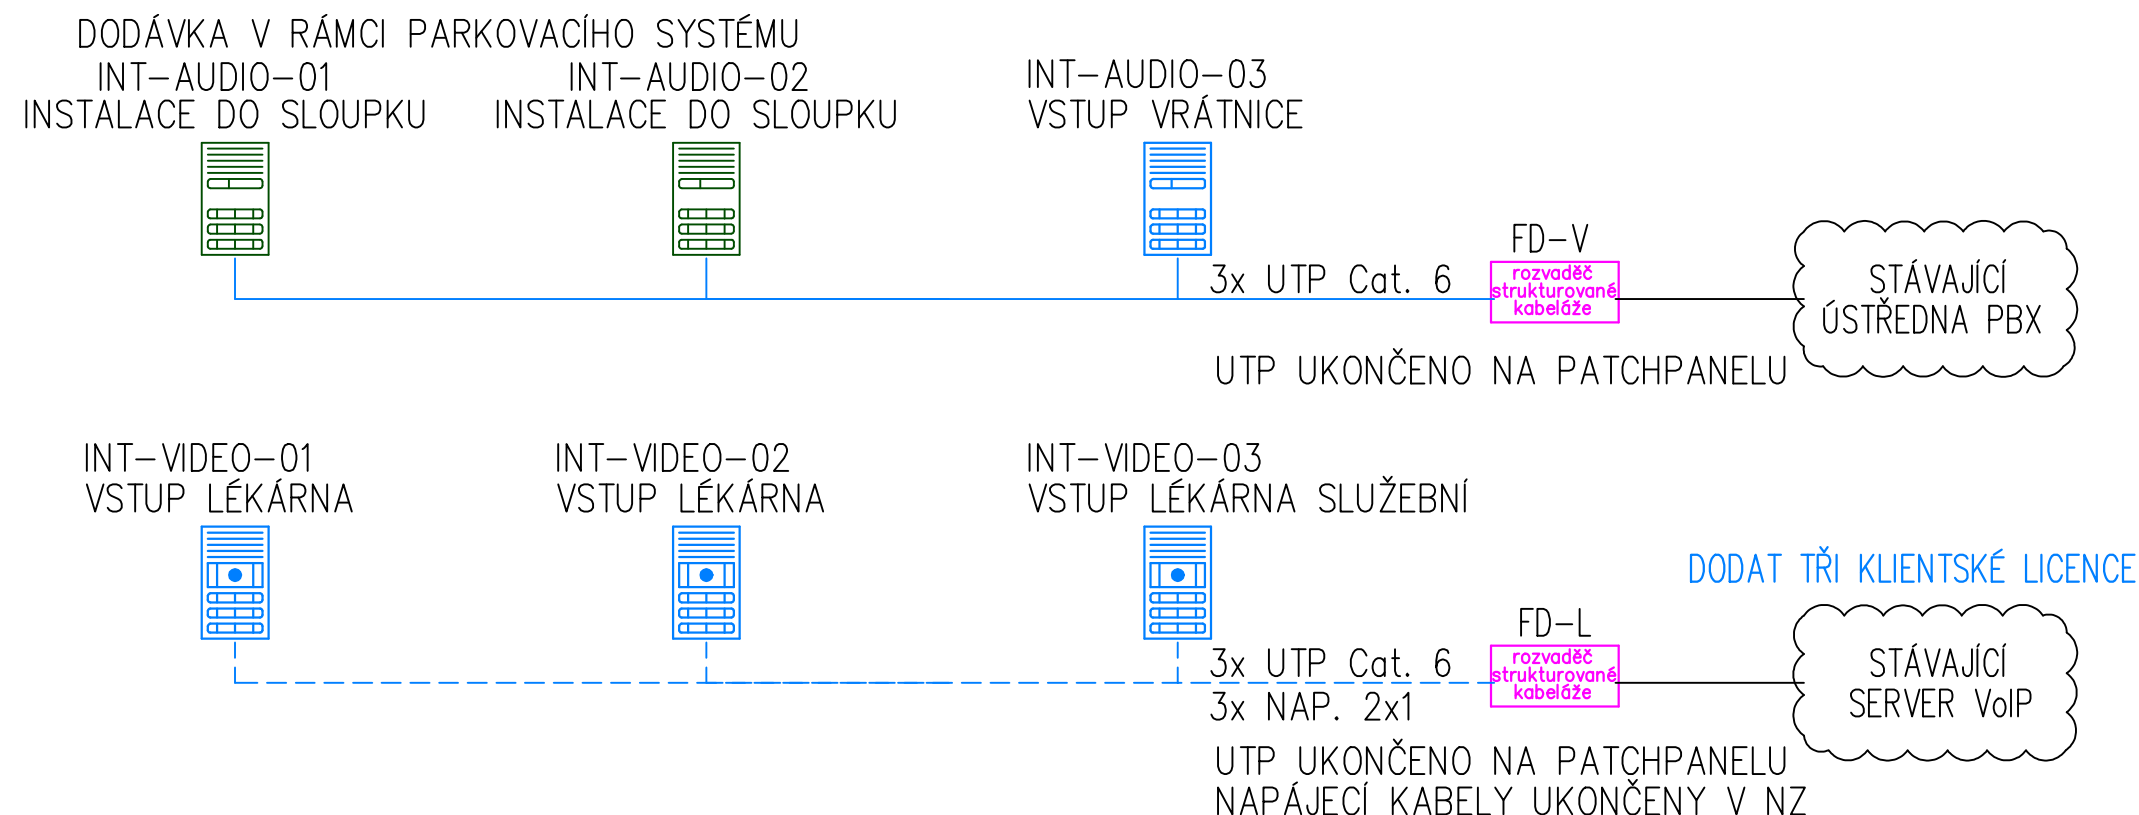 DODÁVKA V RÁMCI PARKOVACÍHO SYSTÉMU
INT-AUDIO-01
INSTALACE DO SLOUPKU
INT-AUDIO-02
INSTALACE DO SLOUPKU
INT-AUDIO-03
VSTUP VRÁTNICE
3x UTP Cat. 6
FD-V
rozvaděč
strukturované
kabeláže
STÁVAJÍCÍ
ÚSTŘEDNA PBX
UTP UKONČENO NA PATCHPANELU
INT-VIDEO-01
VSTUP LÉKÁRNA
INT-VIDEO-02
VSTUP LÉKÁRNA
INT-VIDEO-03
VSTUP LÉKÁRNA SLUŽEBNÍ
DODAT TŘI KLIENTSKÉ LICENCE
3x UTP Cat. 6
3x NAP. 2x1
FD-L
rozvaděč
strukturované
kabeláže
STÁVAJÍCÍ
SERVER VoIP
UTP UKONČENO NA PATCHPANELU
NAPÁJECÍ KABELY UKONČENY V NZ